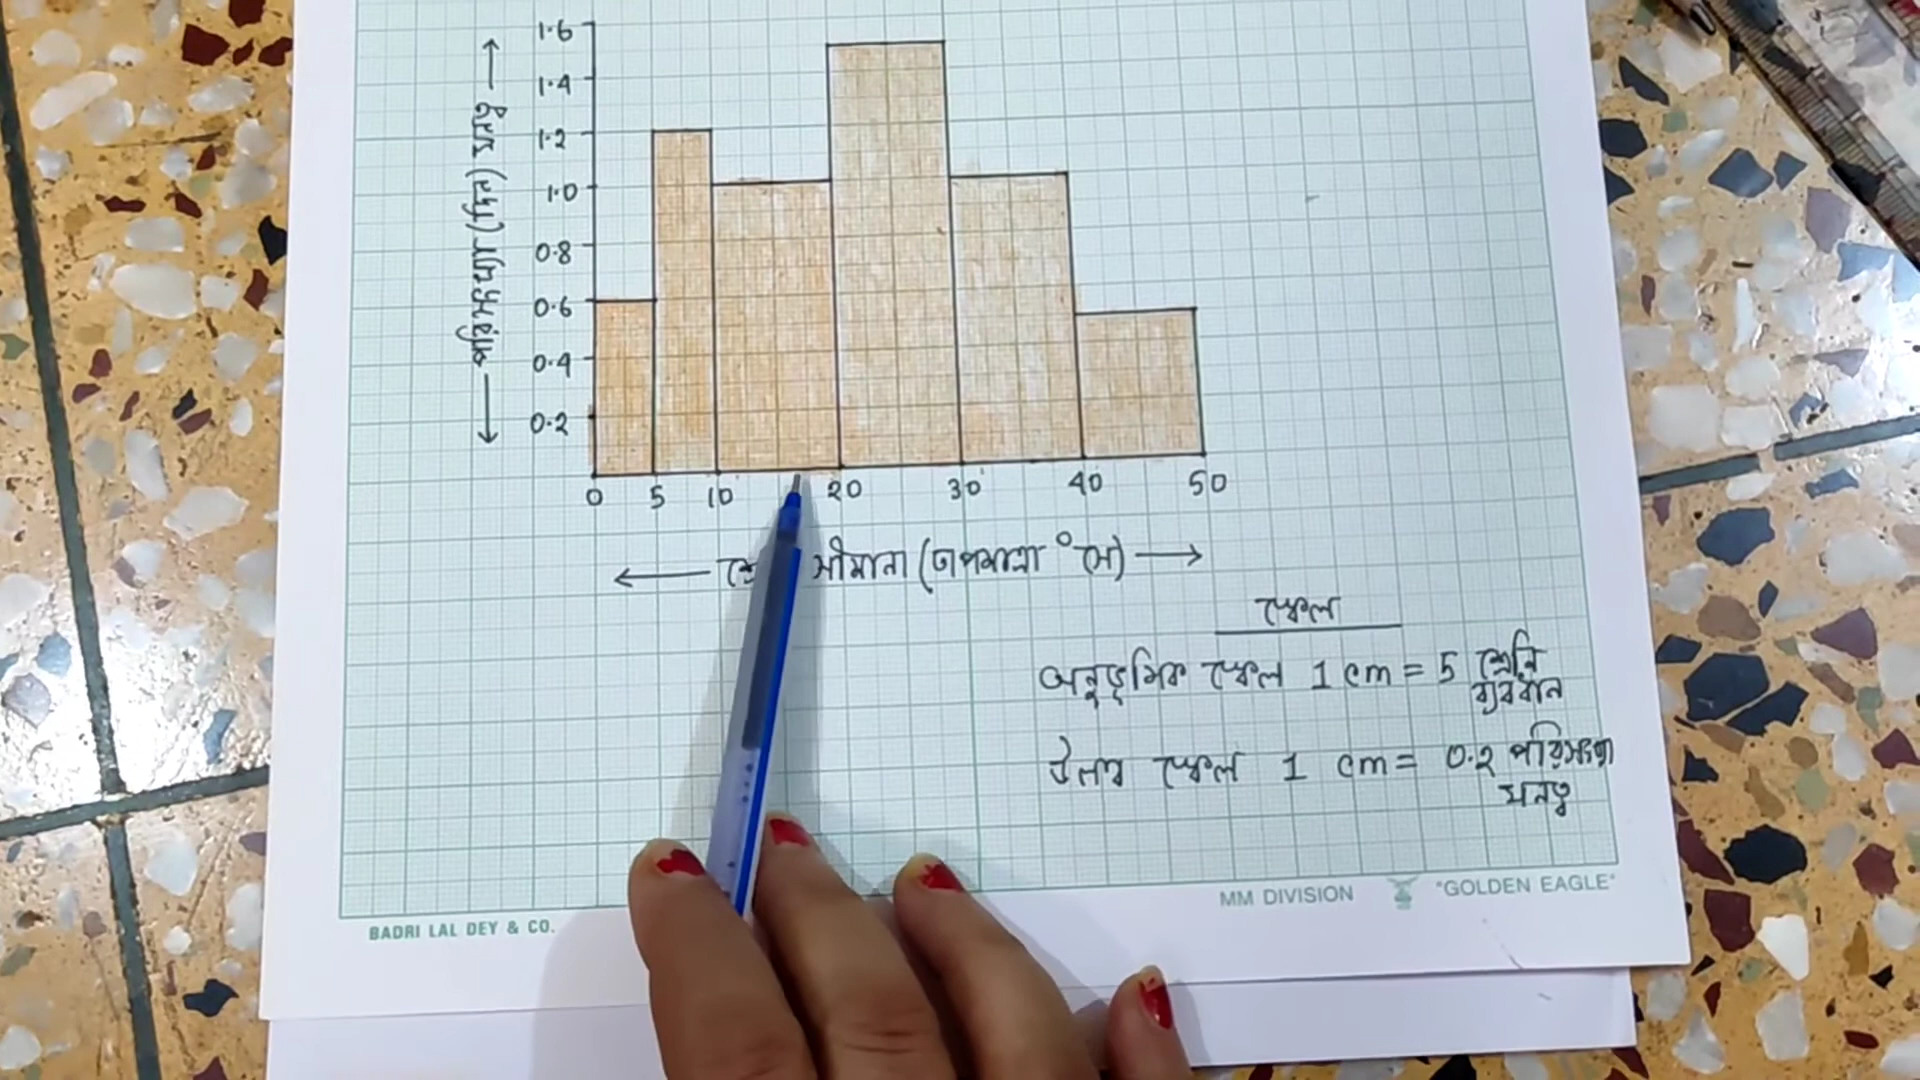 1.6
1.4
1.2
1.0
0.8
0.6
0.4
0.2
পরিসংখ্যা (দিন) ঘনত্ব
0 5 10 20 30 40 50
সীমানা (তাপমাত্রা °সে)
স্কেল
অনুভূমিক স্কেল 1 cm = 5 শ্রেনি
ব্যবধান
উলম্ব স্কেল 1 cm = 0.2 পরিসংখ্যা
ঘনত্ব
MM DIVISION "GOLDEN EAGLE"
BADRI LAL DEY & CO.